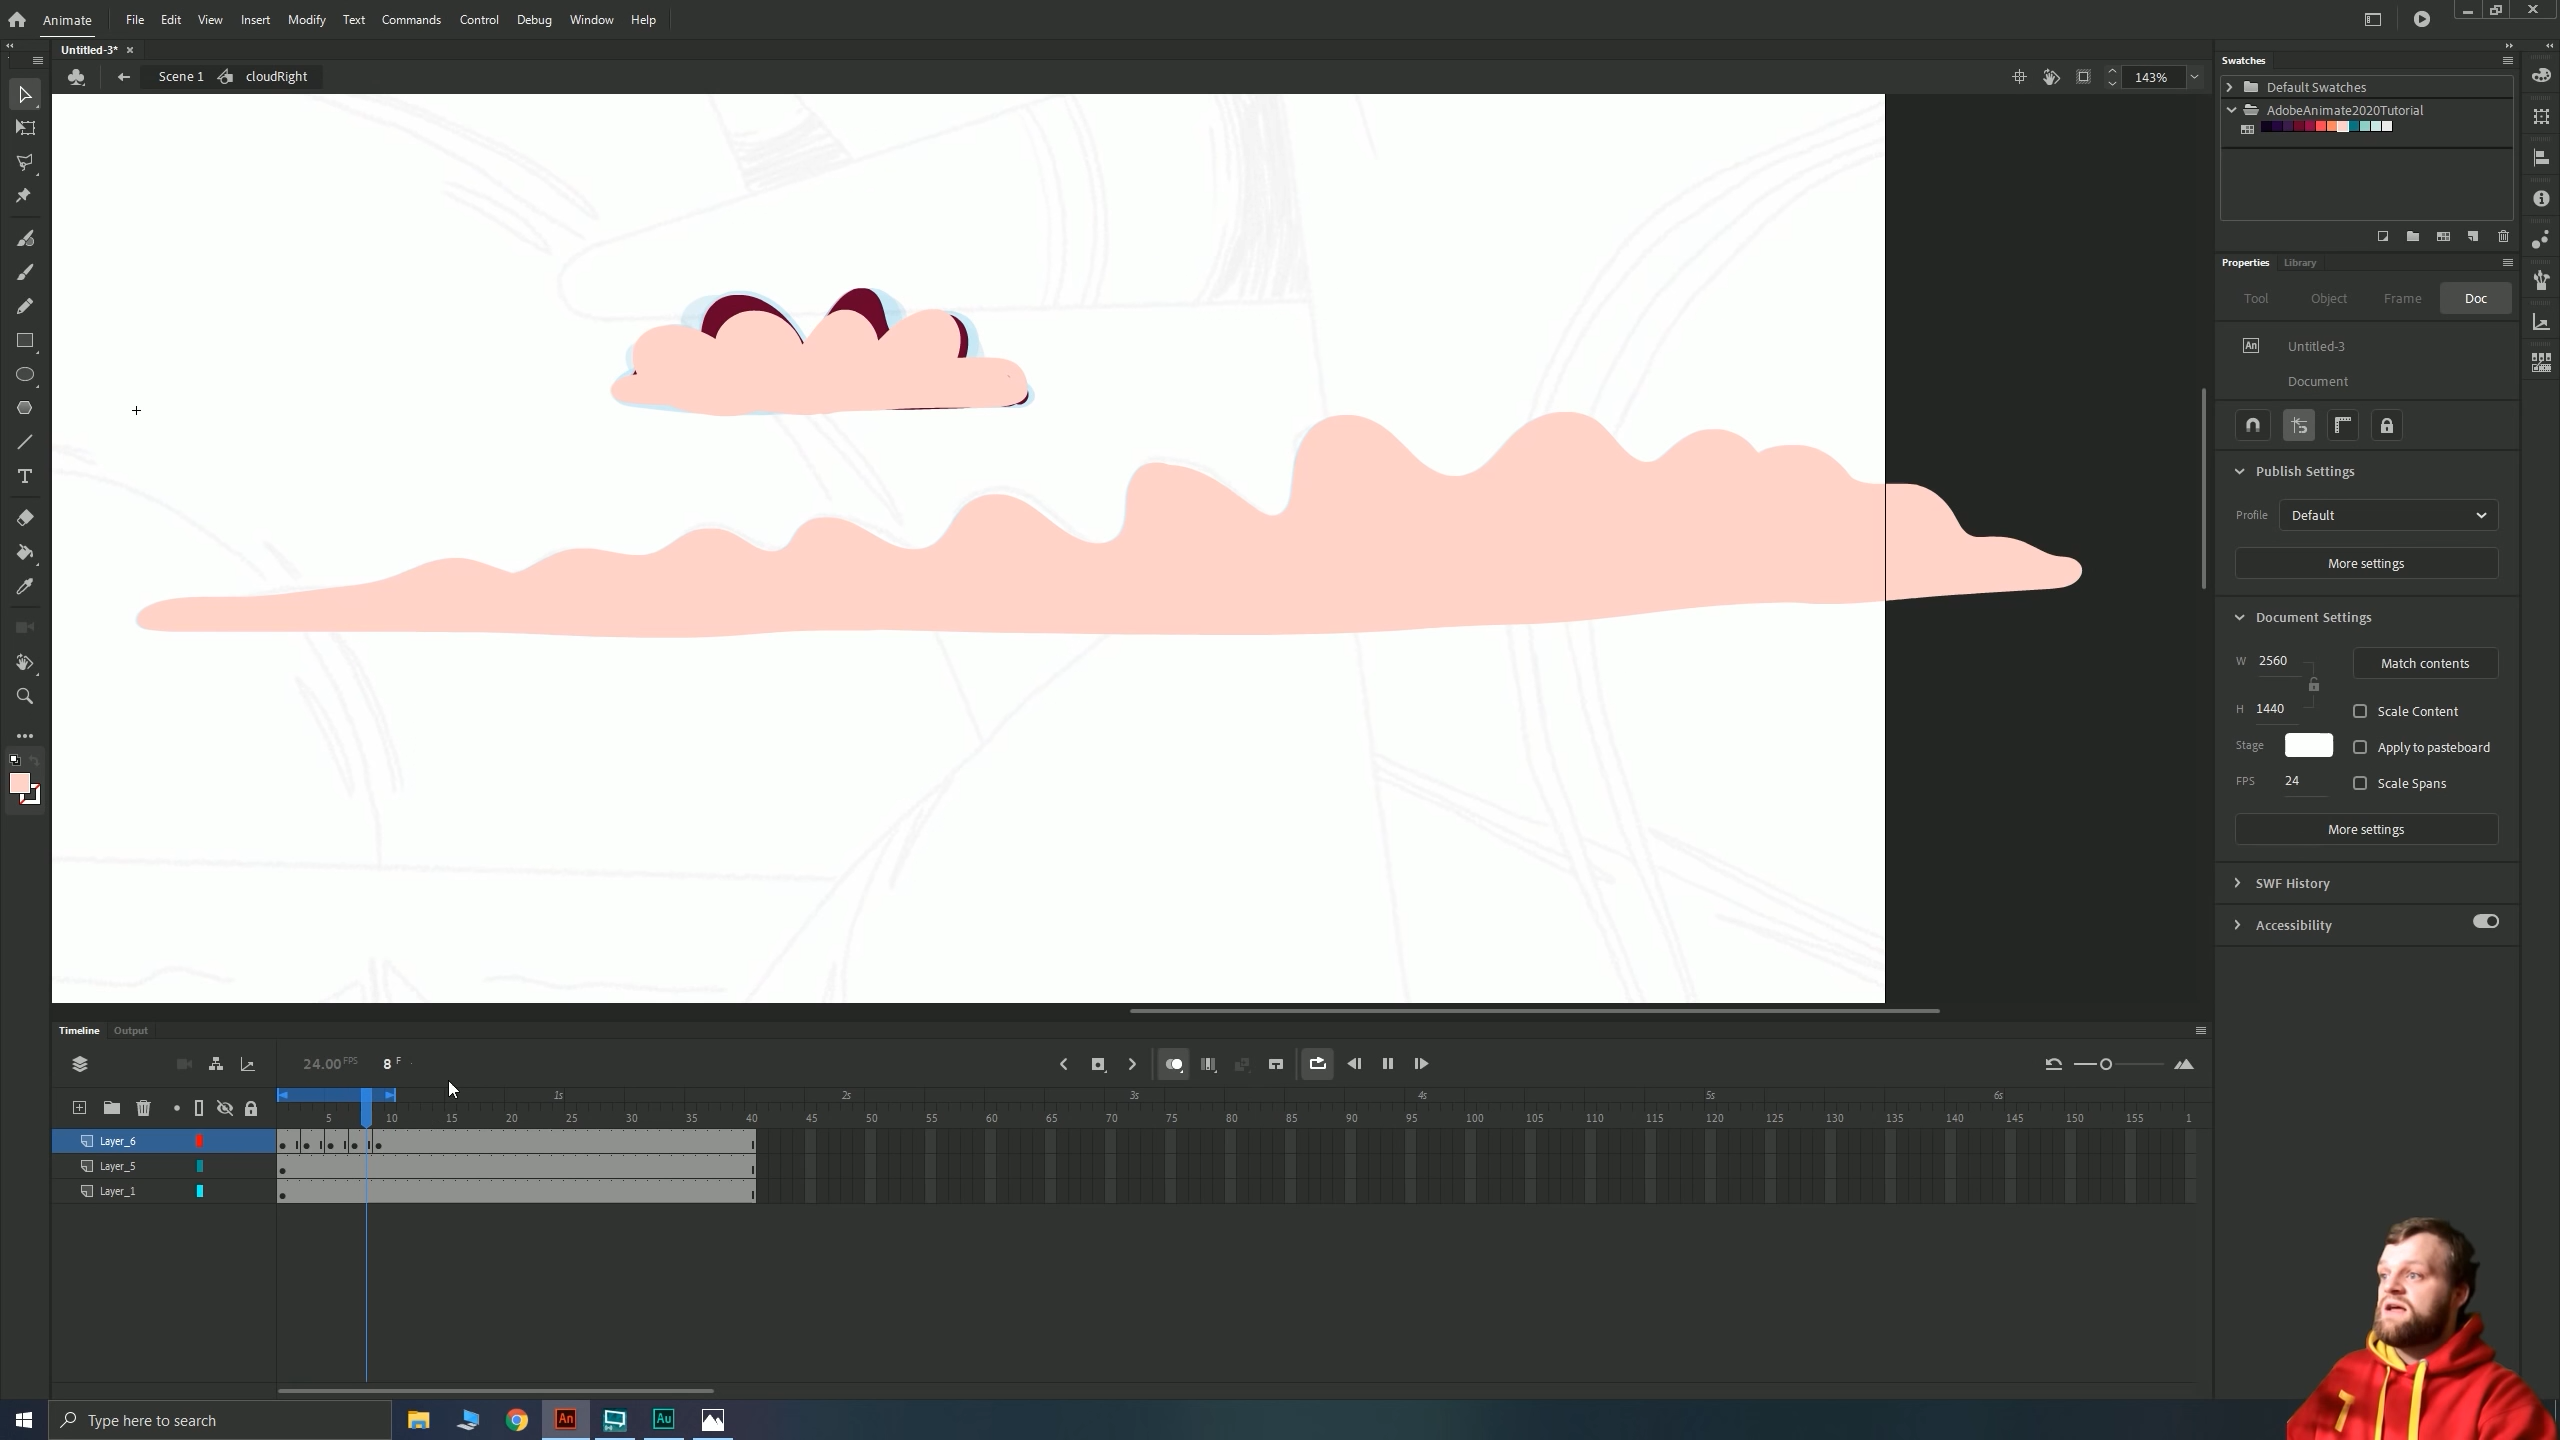 Animate File Edit View Insert Modify Text Commands Control Debug Window Help
Untitled-3*
Scene 1 cloudRight 143%
Swatches
Default Swatches
AdobeAnimate2020Tutorial
Properties Library
Tool Object Frame Doc
An Untitled-3
Document
Publish Settings
Profile Default
More settings
Document Settings
W 2560 Match contents
H 1440 Scale Content
Stage Apply to pasteboard
FPS 24 Scale Spans
More settings
SWF History
Accessibility
Timeline Output
24.00 FPS 8 F
1s 2s 3s 4s 5s 6s
5 10 15 20 25 30 35 40 45 50 55 60 65 70 75 80 85 90 95 100 105 110 115 120 125 130 135 140 145 150 155 1
Layer_6
Layer_5
Layer_1
Type here to search An Au